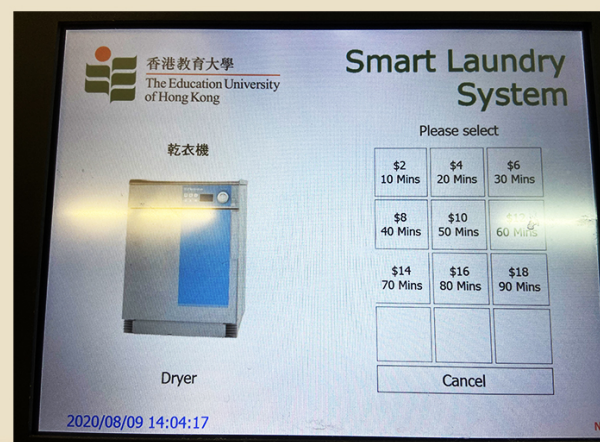 香港教育大學
The Education University
of Hong Kong
Smart Laundry
System
Please select
乾衣機
$2
10 Mins
$4
20 Mins
$6
30 Mins
$8
40 Mins
$10
50 Mins
60 Mins
$14
70 Mins
$16
80 Mins
$18
90 Mins
Cancel
Dryer
2020/08/09 14:04:17